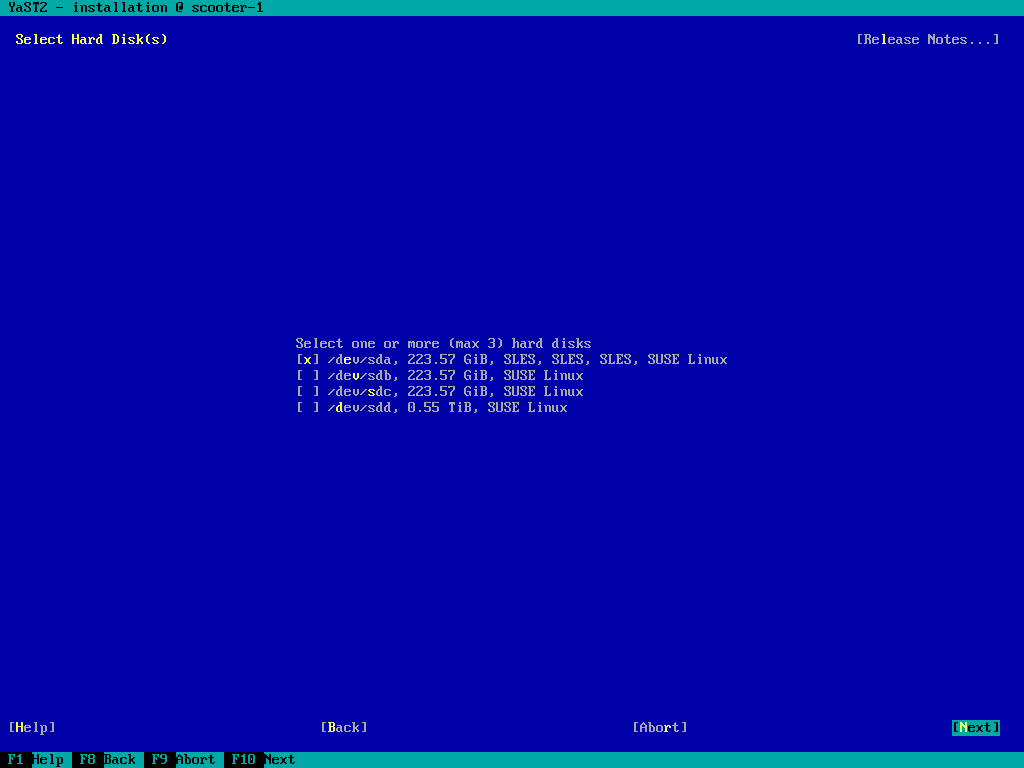 YaST2 - installation @ scooter-1
Select Hard Disk(s) [Release Notes...]
Select one or more (max 3) hard disks
[x] /dev/sda, 223.57 GiB, SLES, SLES, SLES, SUSE Linux
[ ] /dev/sdb, 223.57 GiB, SUSE Linux
[ ] /dev/sdc, 223.57 GiB, SUSE Linux
[ ] /dev/sdd, 0.55 TiB, SUSE Linux
[Help] [Back] [Abort] [Next]
F1 Help F8 Back F9 Abort F10 Next